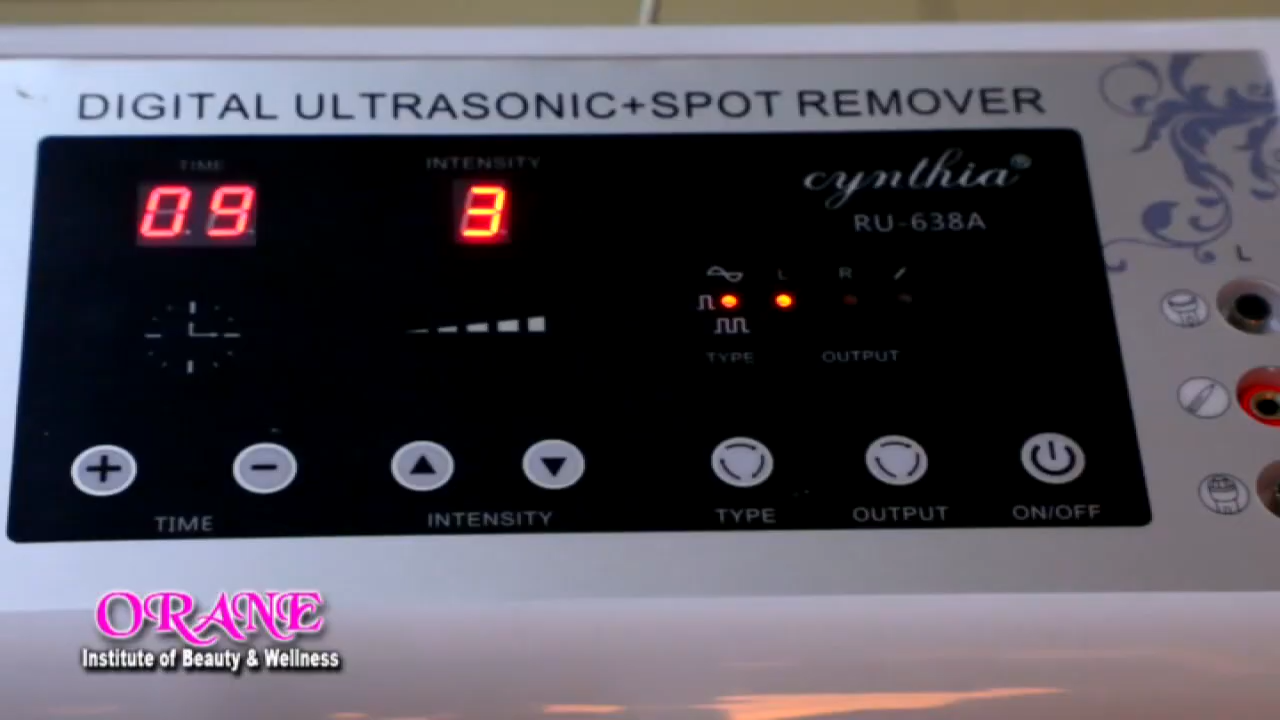 DIGITAL ULTRASONIC+SPOT REMOVER
TIME
INTENSITY
09
3
cynthia®
RU-638A
L
L R
TYPE
OUTPUT
TIME
INTENSITY
TYPE
OUTPUT
ON/OFF
ORANE
Institute of Beauty & Wellness